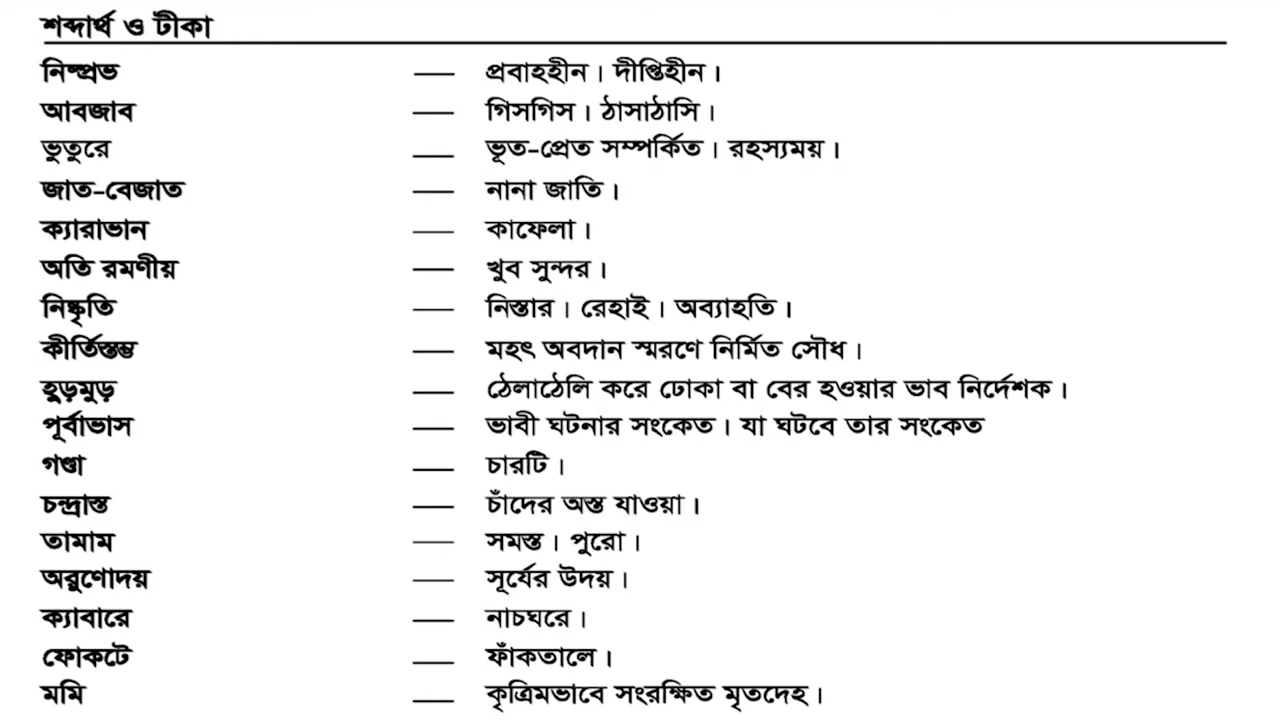 শব্দার্থ ও টীকা
নিষ্প্রভ — প্রবাহহীন। দীপ্তিহীন।
আবজাব — গিসগিস। ঠাসাঠাসি।
ভুতুরে — ভূত-প্রেত সম্পর্কিত। রহস্যময়।
জাত-বেজাত — নানা জাতি।
ক্যারাভান — কাফেলা।
অতি রমণীয় — খুব সুন্দর।
নিষ্কৃতি — নিস্তার। রেহাই। অব্যাহতি।
কীর্তিস্তম্ভ — মহৎ অবদান স্মরণে নির্মিত সৌধ।
হুড়মুড় — ঠেলাঠেলি করে ঢোকা বা বের হওয়ার ভাব নির্দেশক।
পূর্বাভাস — ভাবী ঘটনার সংকেত। যা ঘটবে তার সংকেত
গণ্ডা — চারটি।
চন্দ্রাস্ত — চাঁদের অস্ত যাওয়া।
তামাম — সমস্ত। পুরো।
অরুণোদয় — সূর্যের উদয়।
ক্যাবারে — নাচঘরে।
ফোকটে — ফাঁকতালে।
মমি — কৃত্রিমভাবে সংরক্ষিত মৃতদেহ।